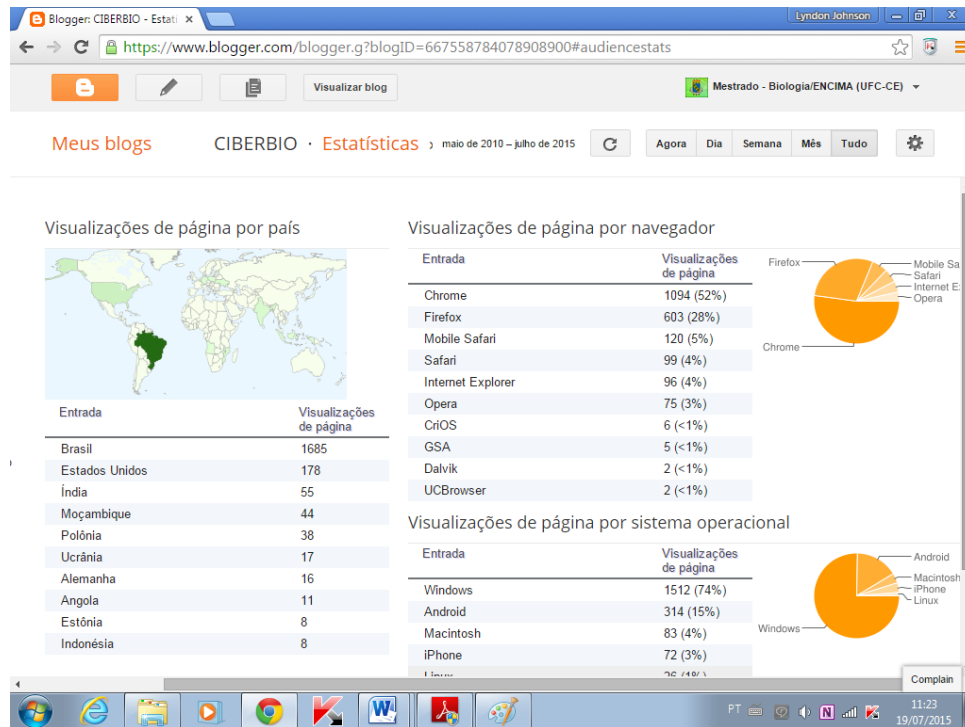 Blogger: CIBERBIO - Estati
Lyndon Johnson
https://www.blogger.com/blogger.g?blogID=667558784078908900#audiencestats
Visualizar blog
Mestrado - Biologia/ENCIMA (UFC-CE)
Meus blogs
CIBERBIO · Estatísticas
maio de 2010 – julho de 2015
Agora Dia Semana Mês Tudo
Visualizações de página por país
Entrada Visualizações
de página
Brasil 1685
Estados Unidos 178
Índia 55
Moçambique 44
Polônia 38
Ucrânia 17
Alemanha 16
Angola 11
Estônia 8
Indonésia 8
Visualizações de página por navegador
Entrada Visualizações
de página
Chrome 1094 (52%)
Firefox 603 (28%)
Mobile Safari 120 (5%)
Safari 99 (4%)
Internet Explorer 96 (4%)
Opera 75 (3%)
CriOS 6 (<1%)
GSA 5 (<1%)
Dalvik 2 (<1%)
UCBrowser 2 (<1%)
Firefox
Mobile Sa
Safari
Internet E
Opera
Chrome
Visualizações de página por sistema operacional
Entrada Visualizações
de página
Windows 1512 (74%)
Android 314 (15%)
Macintosh 83 (4%)
iPhone 72 (3%)
Linux 26 (1%)
Android
Macintosh
iPhone
Linux
Windows
Complain
PT
11:23
19/07/2015